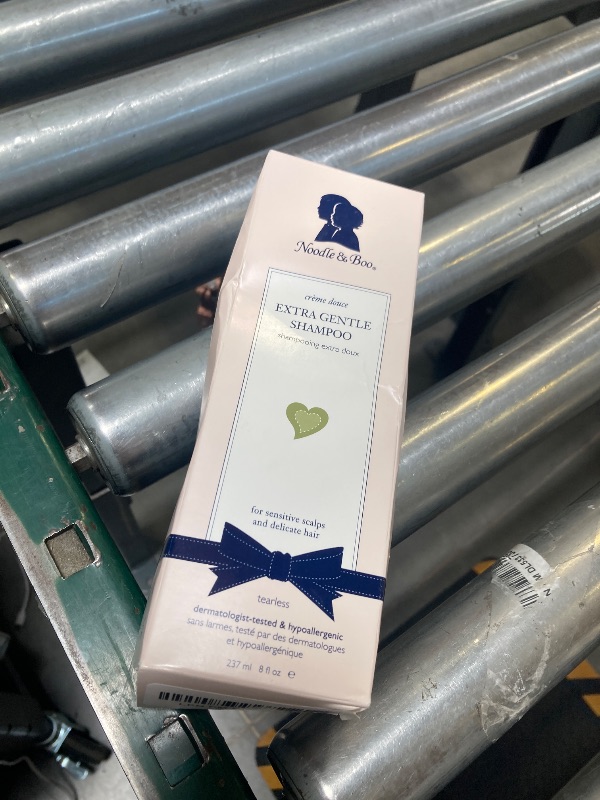 Noodle & Boo®
crème douce
EXTRA GENTLE
SHAMPOO
shampooing extra doux
for sensitive scalps
and delicate hair
tearless
dermatologist-tested & hypoallergenic
sans larmes, testé par des dermatologues
et hypoallergénique
237 ml 8 fl oz ℮